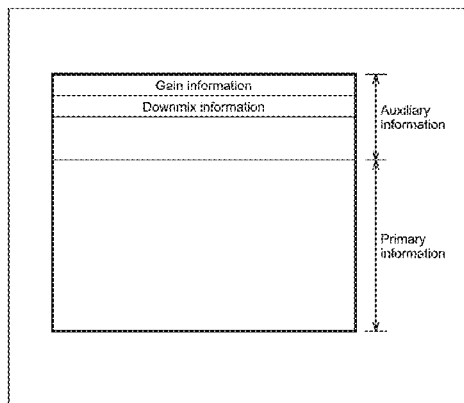 Gain information
Downmix information
Auxiliary
information
Primary
information